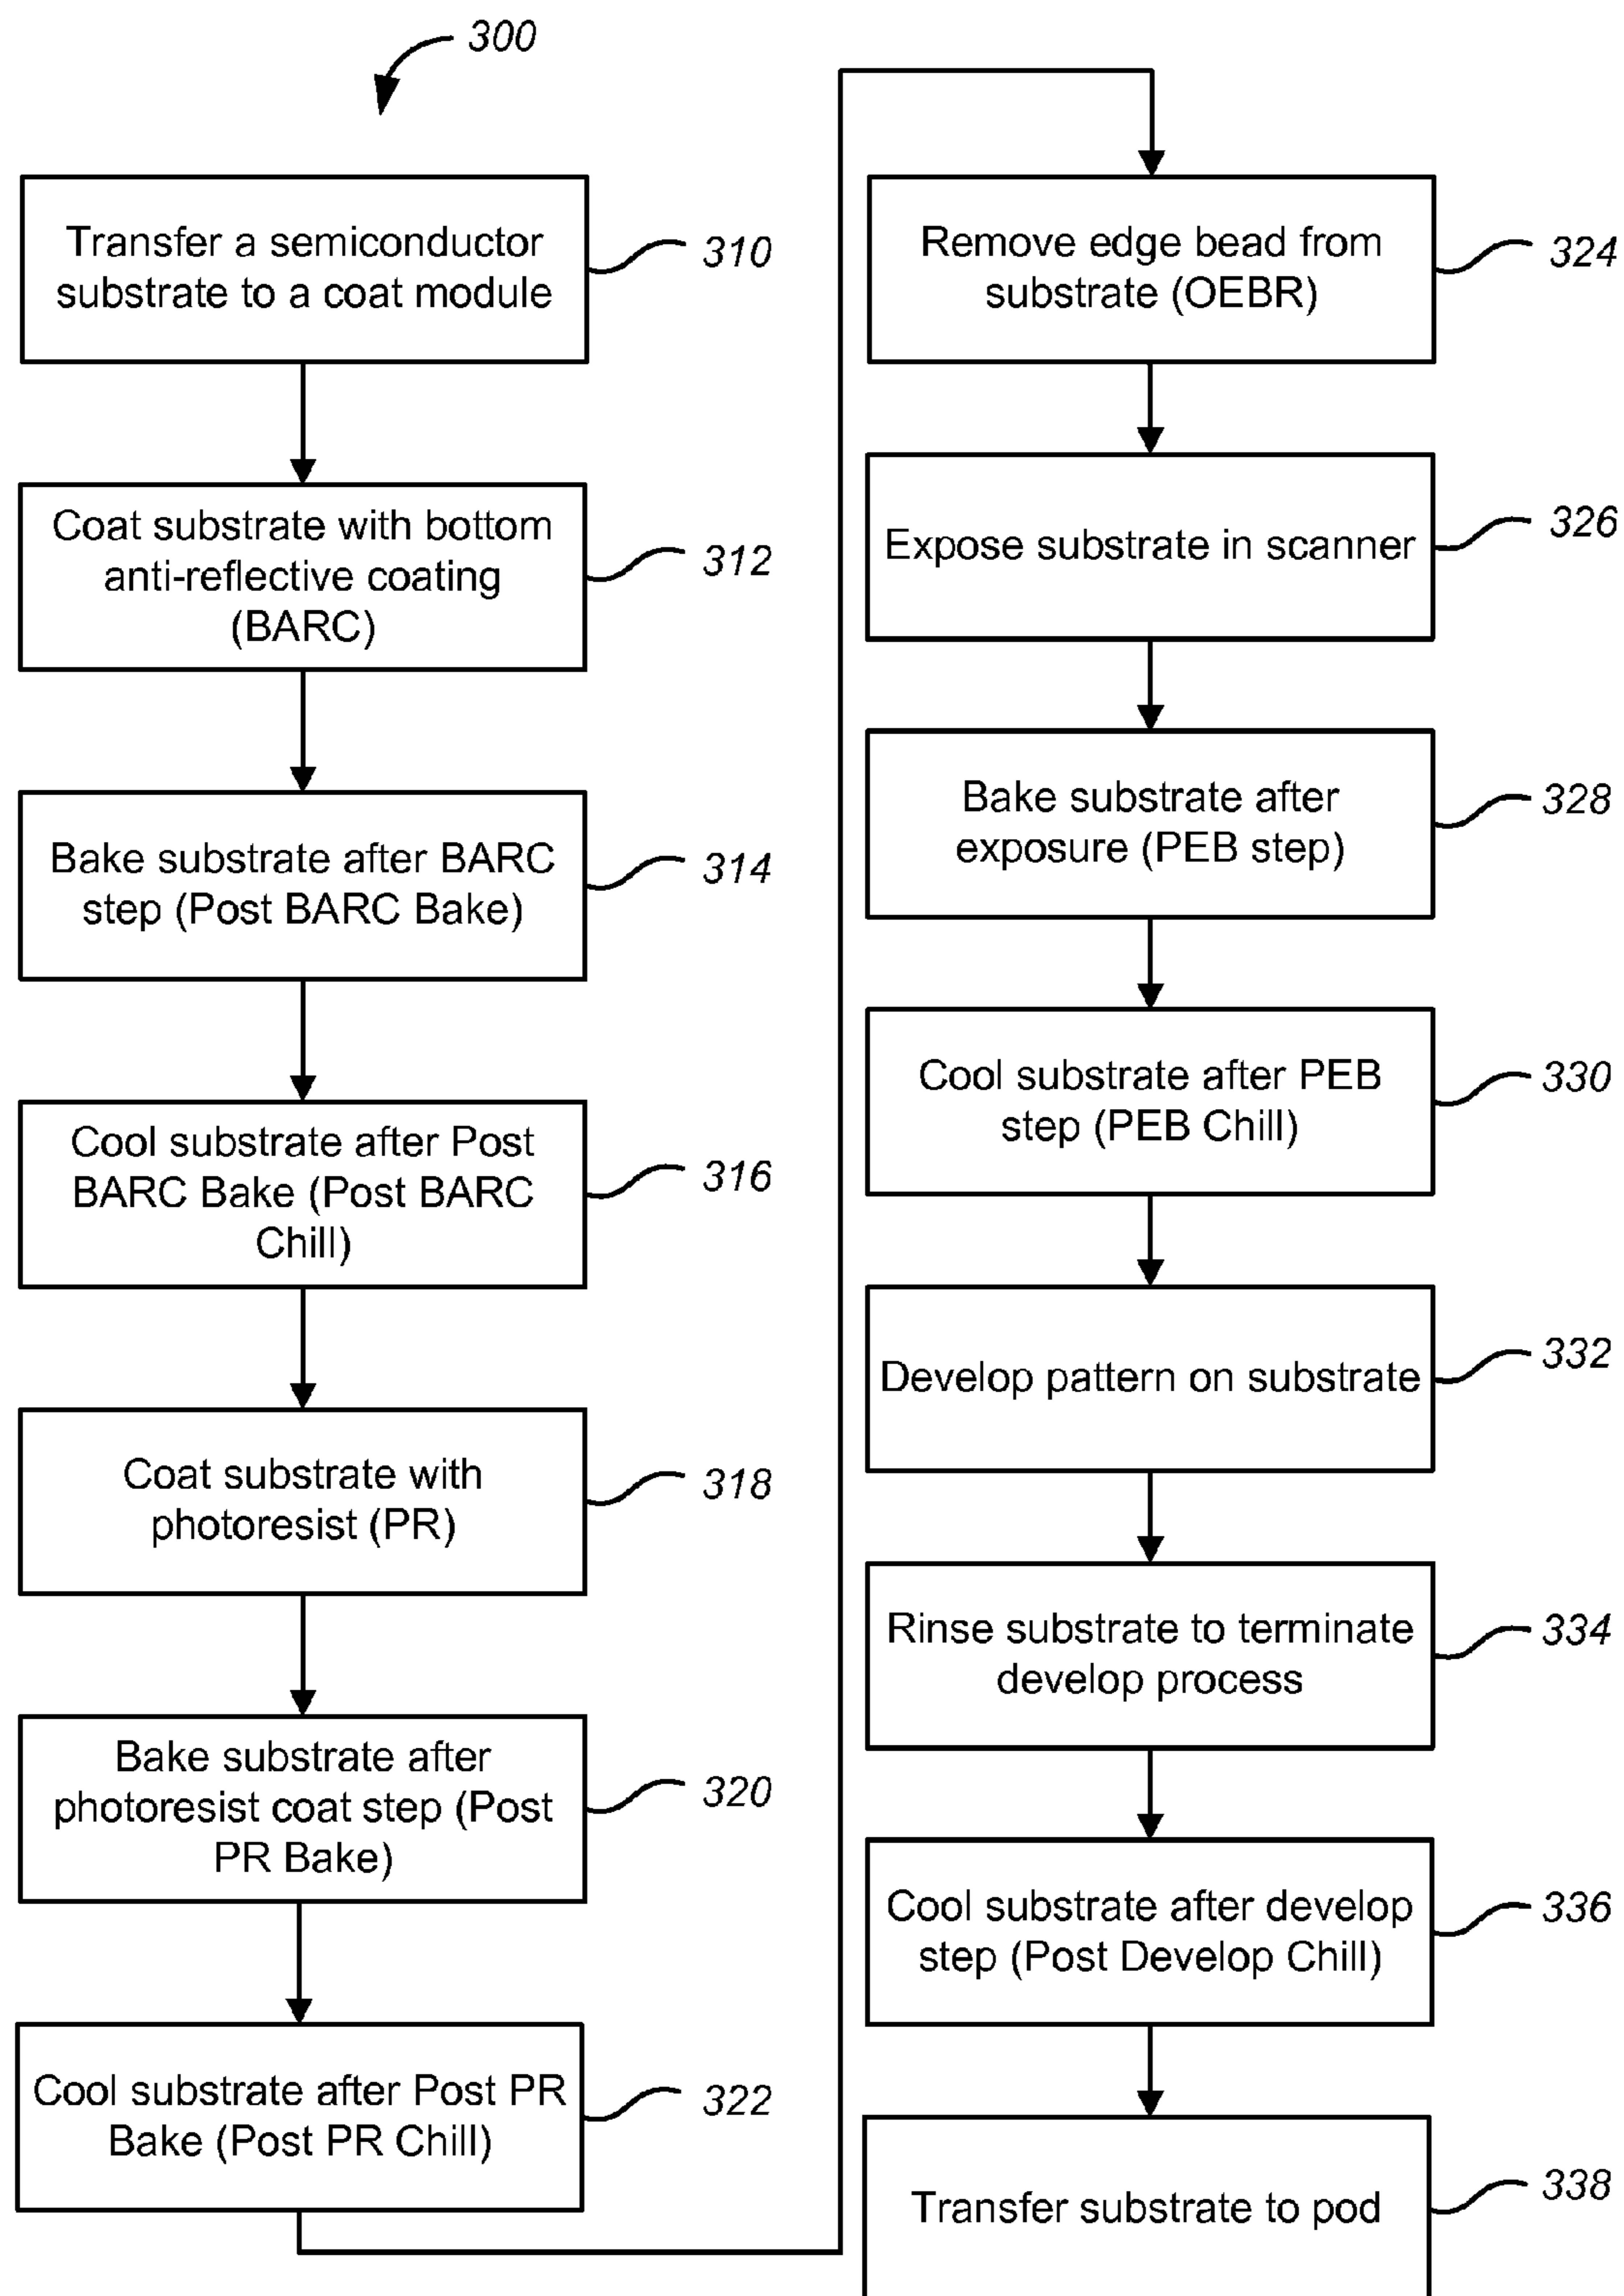 300
Transfer a semiconductor
substrate to a coat module
310
Coat substrate with bottom
anti-reflective coating
(BARC)
312
Bake substrate after BARC
step (Post BARC Bake)
314
Cool substrate after Post
BARC Bake (Post BARC
Chill)
316
Coat substrate with
photoresist (PR)
318
Bake substrate after
photoresist coat step (Post
PR Bake)
320
Cool substrate after Post PR
Bake (Post PR Chill)
322
Remove edge bead from
substrate (OEBR)
324
Expose substrate in scanner
326
Bake substrate after
exposure (PEB step)
328
Cool substrate after PEB
step (PEB Chill)
330
Develop pattern on substrate
332
Rinse substrate to terminate
develop process
334
Cool substrate after develop
step (Post Develop Chill)
336
Transfer substrate to pod
338